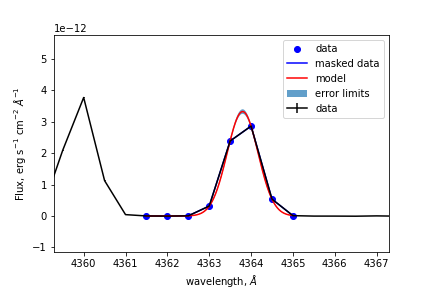 1e−12
data
masked data
model
error limits
data
Flux, erg s⁻¹ cm⁻² Å⁻¹
5
4
3
2
1
0
−1
4360 4361 4362 4363 4364 4365 4366 4367
wavelength, Å